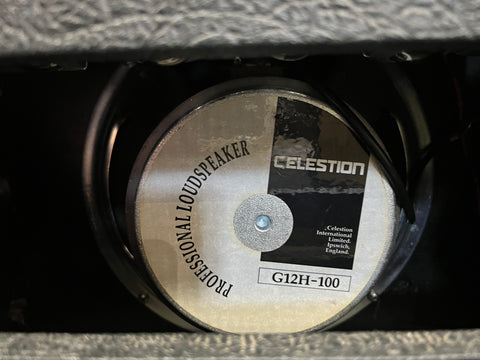 PROFESSIONAL LOUDSPEAKER
CELESTION
Celestion
International
Limited.
Ipswich,
England.
G12H-100